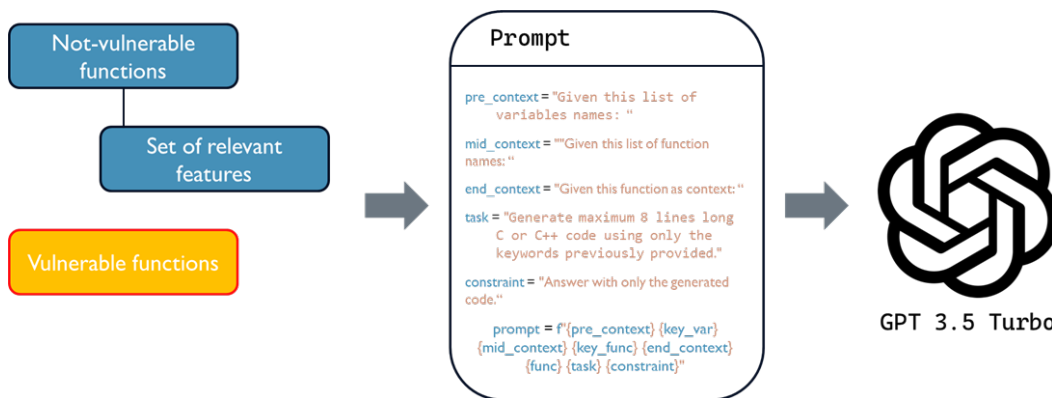 Not-vulnerable
functions
Set of relevant
features
Vulnerable functions
Prompt
pre_context = "Given this list of
variables names: "
mid_context = ""Given this list of function
names: "
end_context = "Given this function as context: "
task = "Generate maximum 8 lines long
C or C++ code using only the
keywords previously provided."
constraint = "Answer with only the generated
code."
prompt = f"{pre_context} {key_var}
{mid_context} {key_func} {end_context}
{func} {task} {constraint}"
GPT 3.5 Turbo